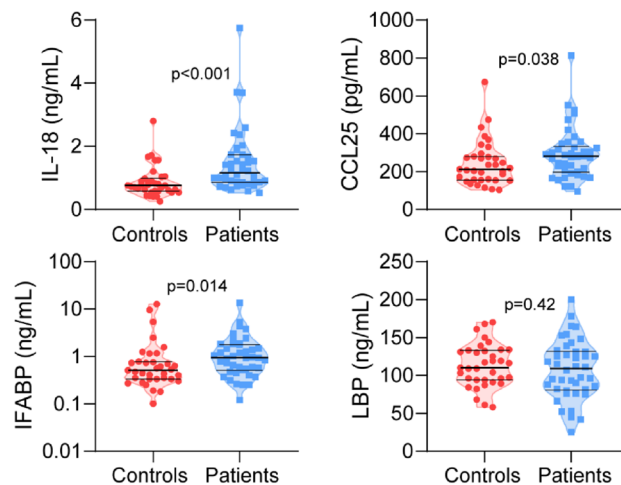 IL-18 (ng/mL)
6
4
2
0
p<0.001
Controls
Patients
CCL25 (pg/mL)
1000
800
600
400
200
0
p=0.038
Controls
Patients
IFABP (ng/mL)
100
10
1
0.1
0.01
p=0.014
Controls
Patients
LBP (ng/mL)
250
200
150
100
50
0
p=0.42
Controls
Patients